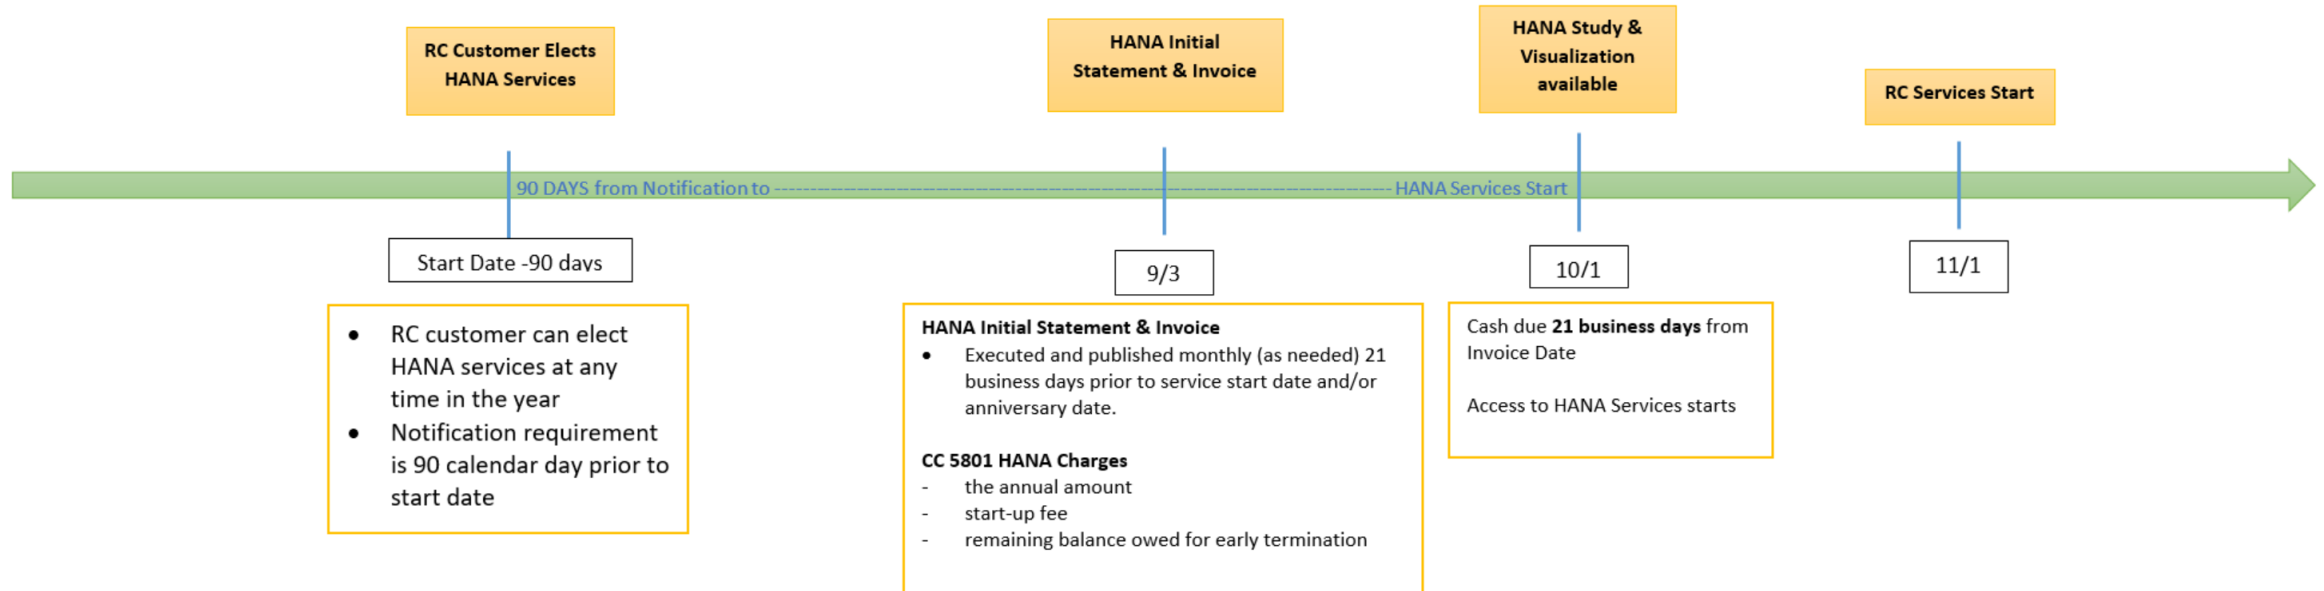 RC Customer Elects
HANA Services
HANA Initial
Statement & Invoice
HANA Study &
Visualization
available
RC Services Start
90 DAYS from Notification to ---------- HANA Services Start
Start Date -90 days
9/3
10/1
11/1
• RC customer can elect
HANA services at any
time in the year
• Notification requirement
is 90 calendar day prior to
start date
HANA Initial Statement & Invoice
• Executed and published monthly (as needed) 21
business days prior to service start date and/or
anniversary date.
CC 5801 HANA Charges
- the annual amount
- start-up fee
- remaining balance owed for early termination
Cash due 21 business days from
Invoice Date
Access to HANA Services starts